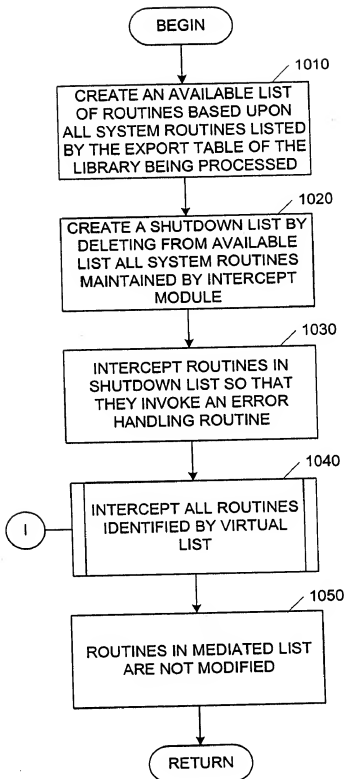 BEGIN
1010
CREATE AN AVAILABLE LIST
OF ROUTINES BASED UPON
ALL SYSTEM ROUTINES LISTED
BY THE EXPORT TABLE OF THE
LIBRARY BEING PROCESSED
1020
CREATE A SHUTDOWN LIST BY
DELETING FROM AVAILABLE
LIST ALL SYSTEM ROUTINES
MAINTAINED BY INTERCEPT
MODULE
1030
INTERCEPT ROUTINES IN
SHUTDOWN LIST SO THAT
THEY INVOKE AN ERROR
HANDLING ROUTINE
1040
I
INTERCEPT ALL ROUTINES
IDENTIFIED BY VIRTUAL
LIST
1050
ROUTINES IN MEDIATED LIST
ARE NOT MODIFIED
RETURN